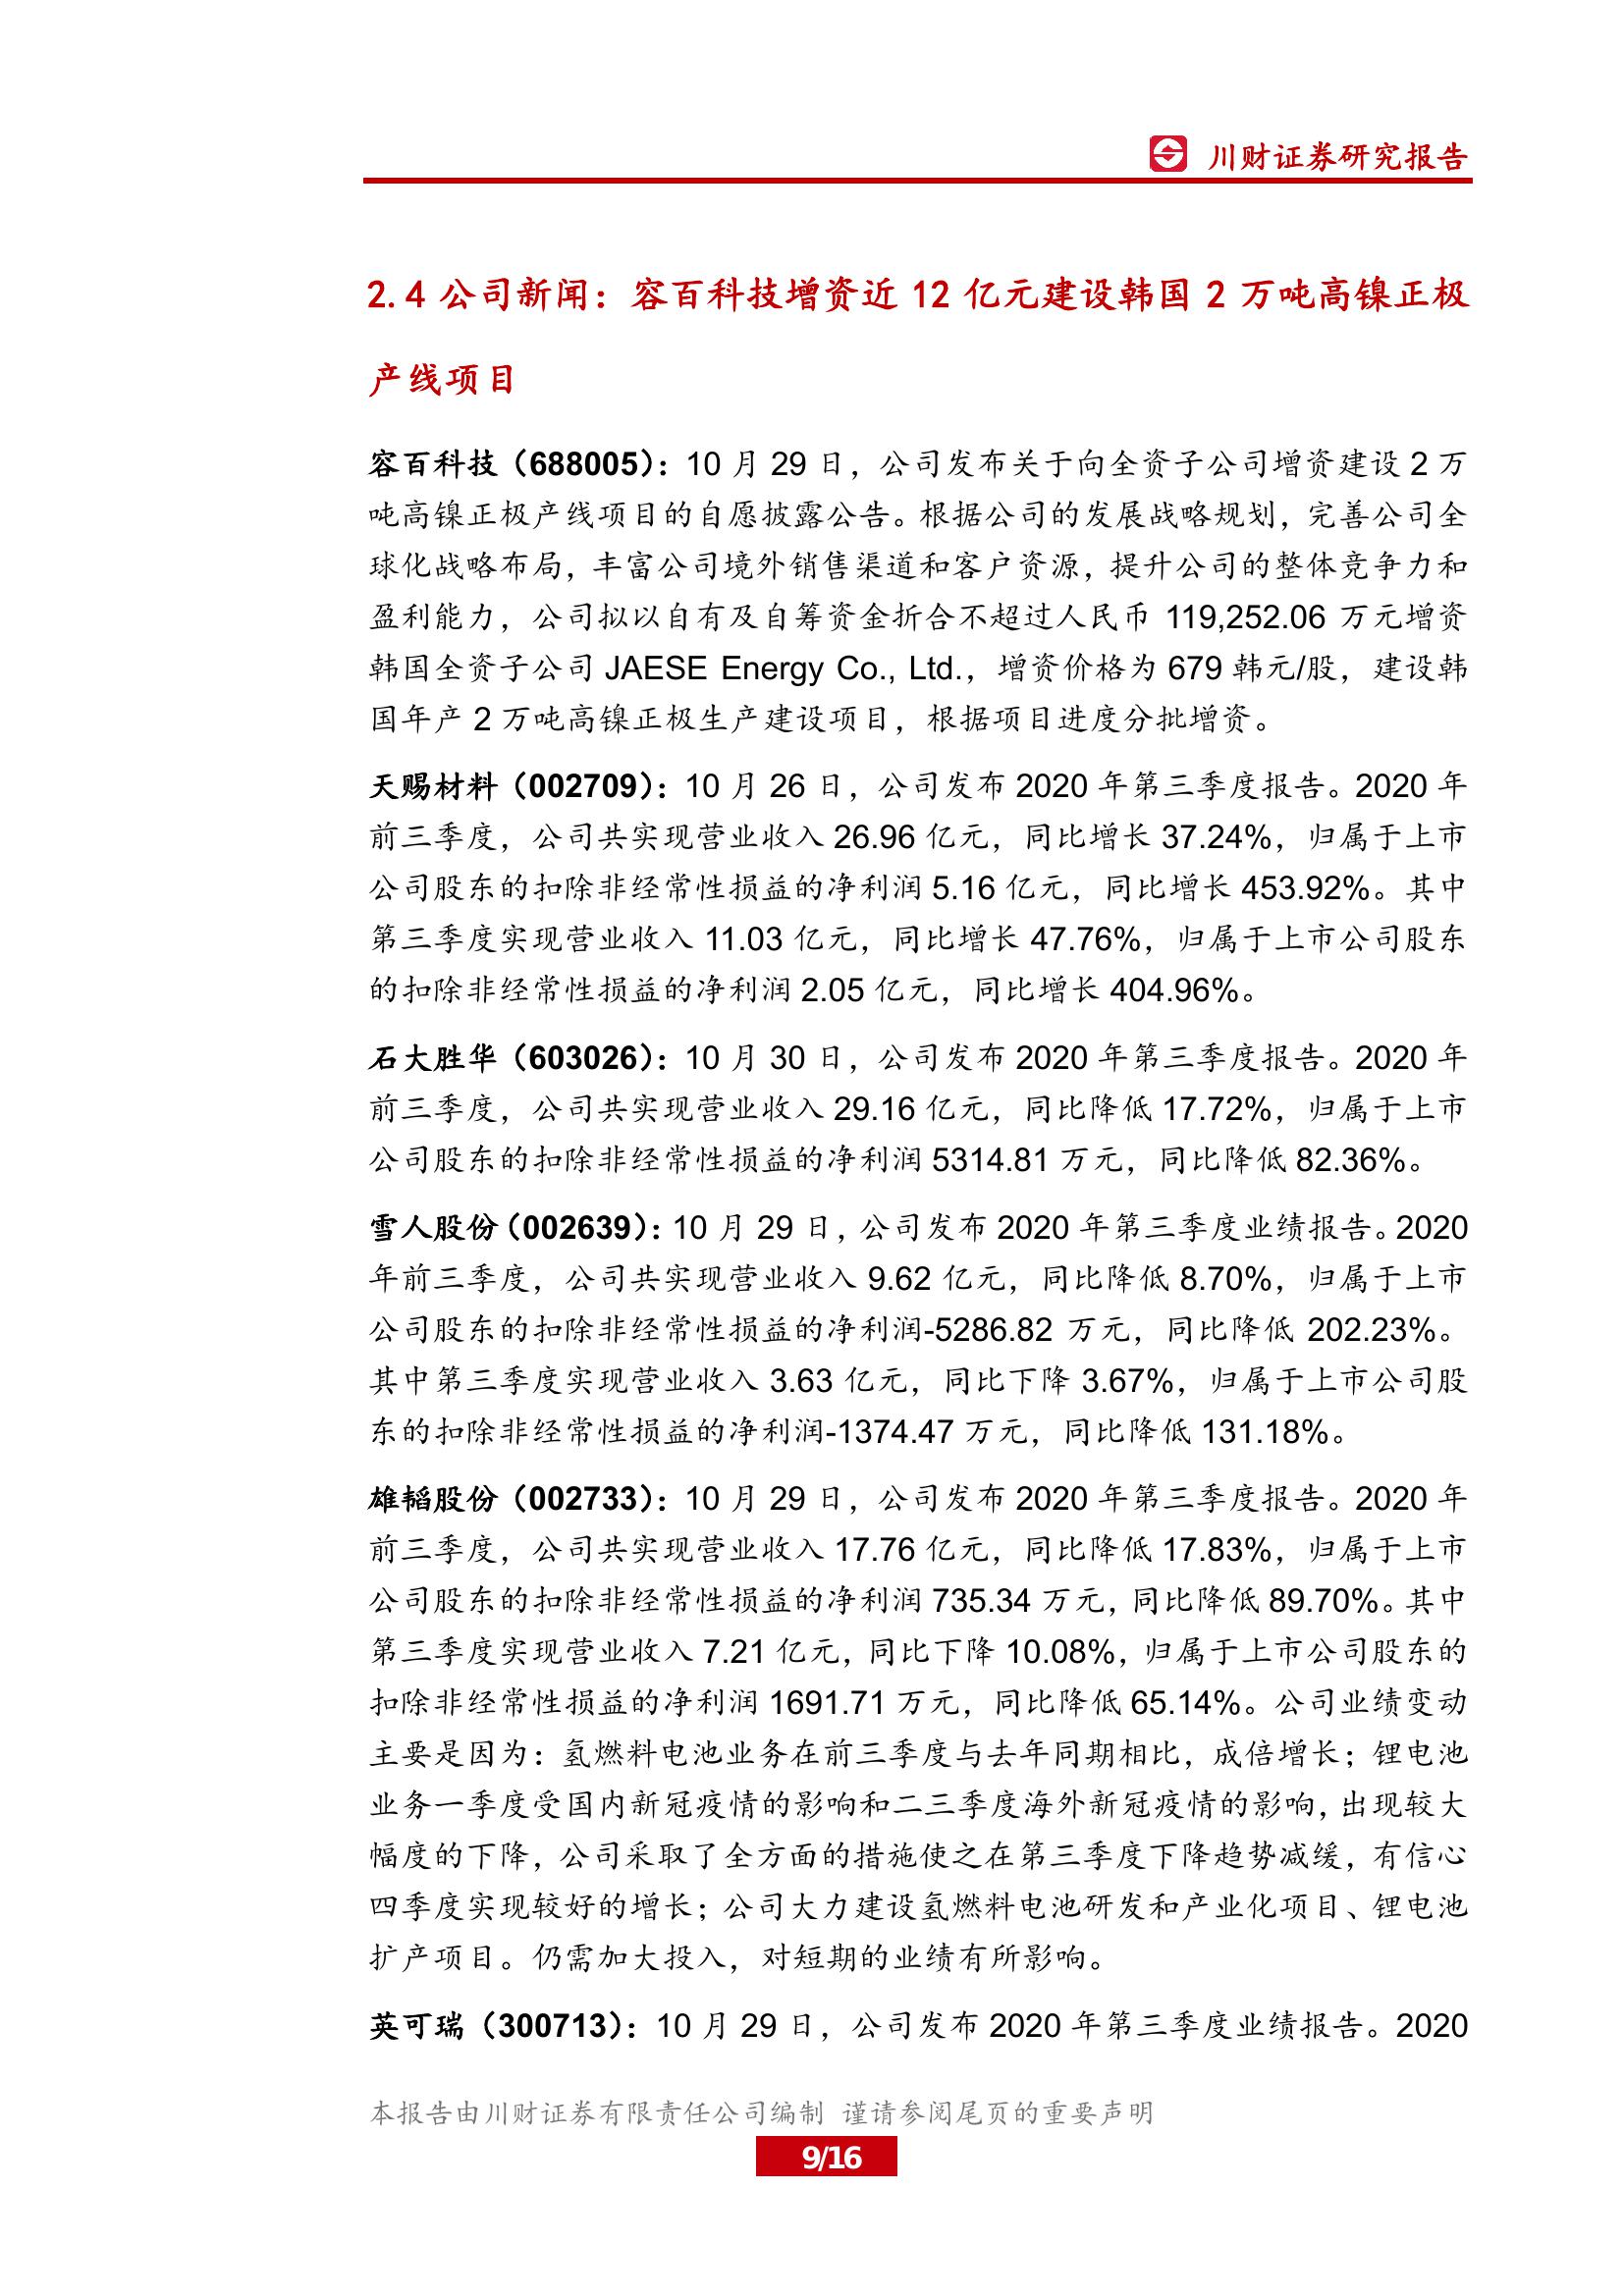 川财证券研究报告
2.4 公司新闻：容百科技增资近 12 亿元建设韩国 2 万吨高镍正极
产线项目
容百科技（688005）：10 月 29 日，公司发布关于向全资子公司增资建设 2 万
吨高镍正极产线项目的自愿披露公告。根据公司的发展战略规划，完善公司全
球化战略布局，丰富公司境外销售渠道和客户资源，提升公司的整体竞争力和
盈利能力，公司拟以自有及自筹资金折合不超过人民币 119,252.06 万元增资
韩国全资子公司 JAESE Energy Co., Ltd.，增资价格为 679 韩元/股，建设韩
国年产 2 万吨高镍正极生产建设项目，根据项目进度分批增资。
天赐材料（002709）：10 月 26 日，公司发布 2020 年第三季度报告。2020 年
前三季度，公司共实现营业收入 26.96 亿元，同比增长 37.24%，归属于上市
公司股东的扣除非经常性损益的净利润 5.16 亿元，同比增长 453.92%。其中
第三季度实现营业收入 11.03 亿元，同比增长 47.76%，归属于上市公司股东
的扣除非经常性损益的净利润 2.05 亿元，同比增长 404.96%。
石大胜华（603026）：10 月 30 日，公司发布 2020 年第三季度报告。2020 年
前三季度，公司共实现营业收入 29.16 亿元，同比降低 17.72%，归属于上市
公司股东的扣除非经常性损益的净利润 5314.81 万元，同比降低 82.36%。
雪人股份（002639）：10 月 29 日，公司发布 2020 年第三季度业绩报告。2020
年前三季度，公司共实现营业收入 9.62 亿元，同比降低 8.70%，归属于上市
公司股东的扣除非经常性损益的净利润-5286.82 万元，同比降低 202.23%。
其中第三季度实现营业收入 3.63 亿元，同比下降 3.67%，归属于上市公司股
东的扣除非经常性损益的净利润-1374.47 万元，同比降低 131.18%。
雄韬股份（002733）：10 月 29 日，公司发布 2020 年第三季度报告。2020 年
前三季度，公司共实现营业收入 17.76 亿元，同比降低 17.83%，归属于上市
公司股东的扣除非经常性损益的净利润 735.34 万元，同比降低 89.70%。其中
第三季度实现营业收入 7.21 亿元，同比下降 10.08%，归属于上市公司股东的
扣除非经常性损益的净利润 1691.71 万元，同比降低 65.14%。公司业绩变动
主要是因为：氢燃料电池业务在前三季度与去年同期相比，成倍增长；锂电池
业务一季度受国内新冠疫情的影响和二三季度海外新冠疫情的影响，出现较大
幅度的下降，公司采取了全方面的措施使之在第三季度下降趋势减缓，有信心
四季度实现较好的增长；公司大力建设氢燃料电池研发和产业化项目、锂电池
扩产项目。仍需加大投入，对短期的业绩有所影响。
英可瑞（300713）：10 月 29 日，公司发布 2020 年第三季度业绩报告。2020
本报告由川财证券有限责任公司编制 谨请参阅尾页的重要声明
9/16